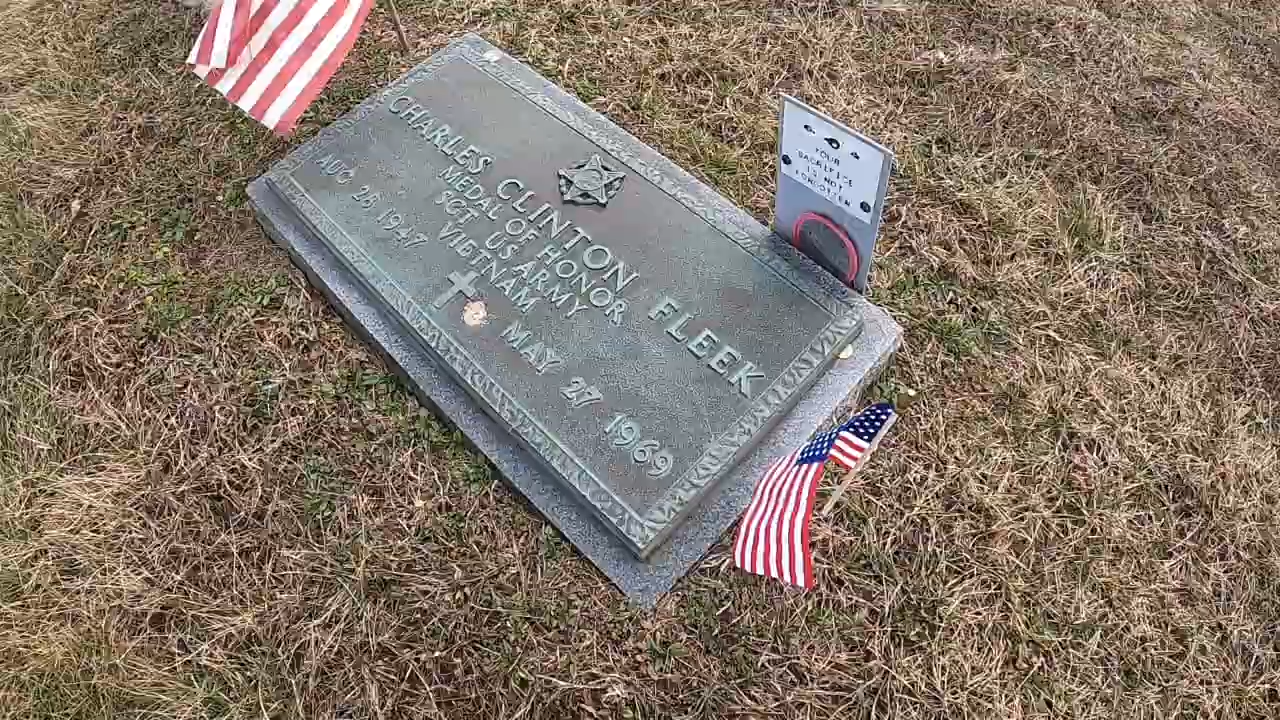 CHARLES CLINTON FLEEK
MEDAL OF HONOR
SGT US ARMY
VIETNAM
AUG 28 1947 MAY 27 1969
YOUR
SACRIFICE
IS NOT
FORGOTTEN